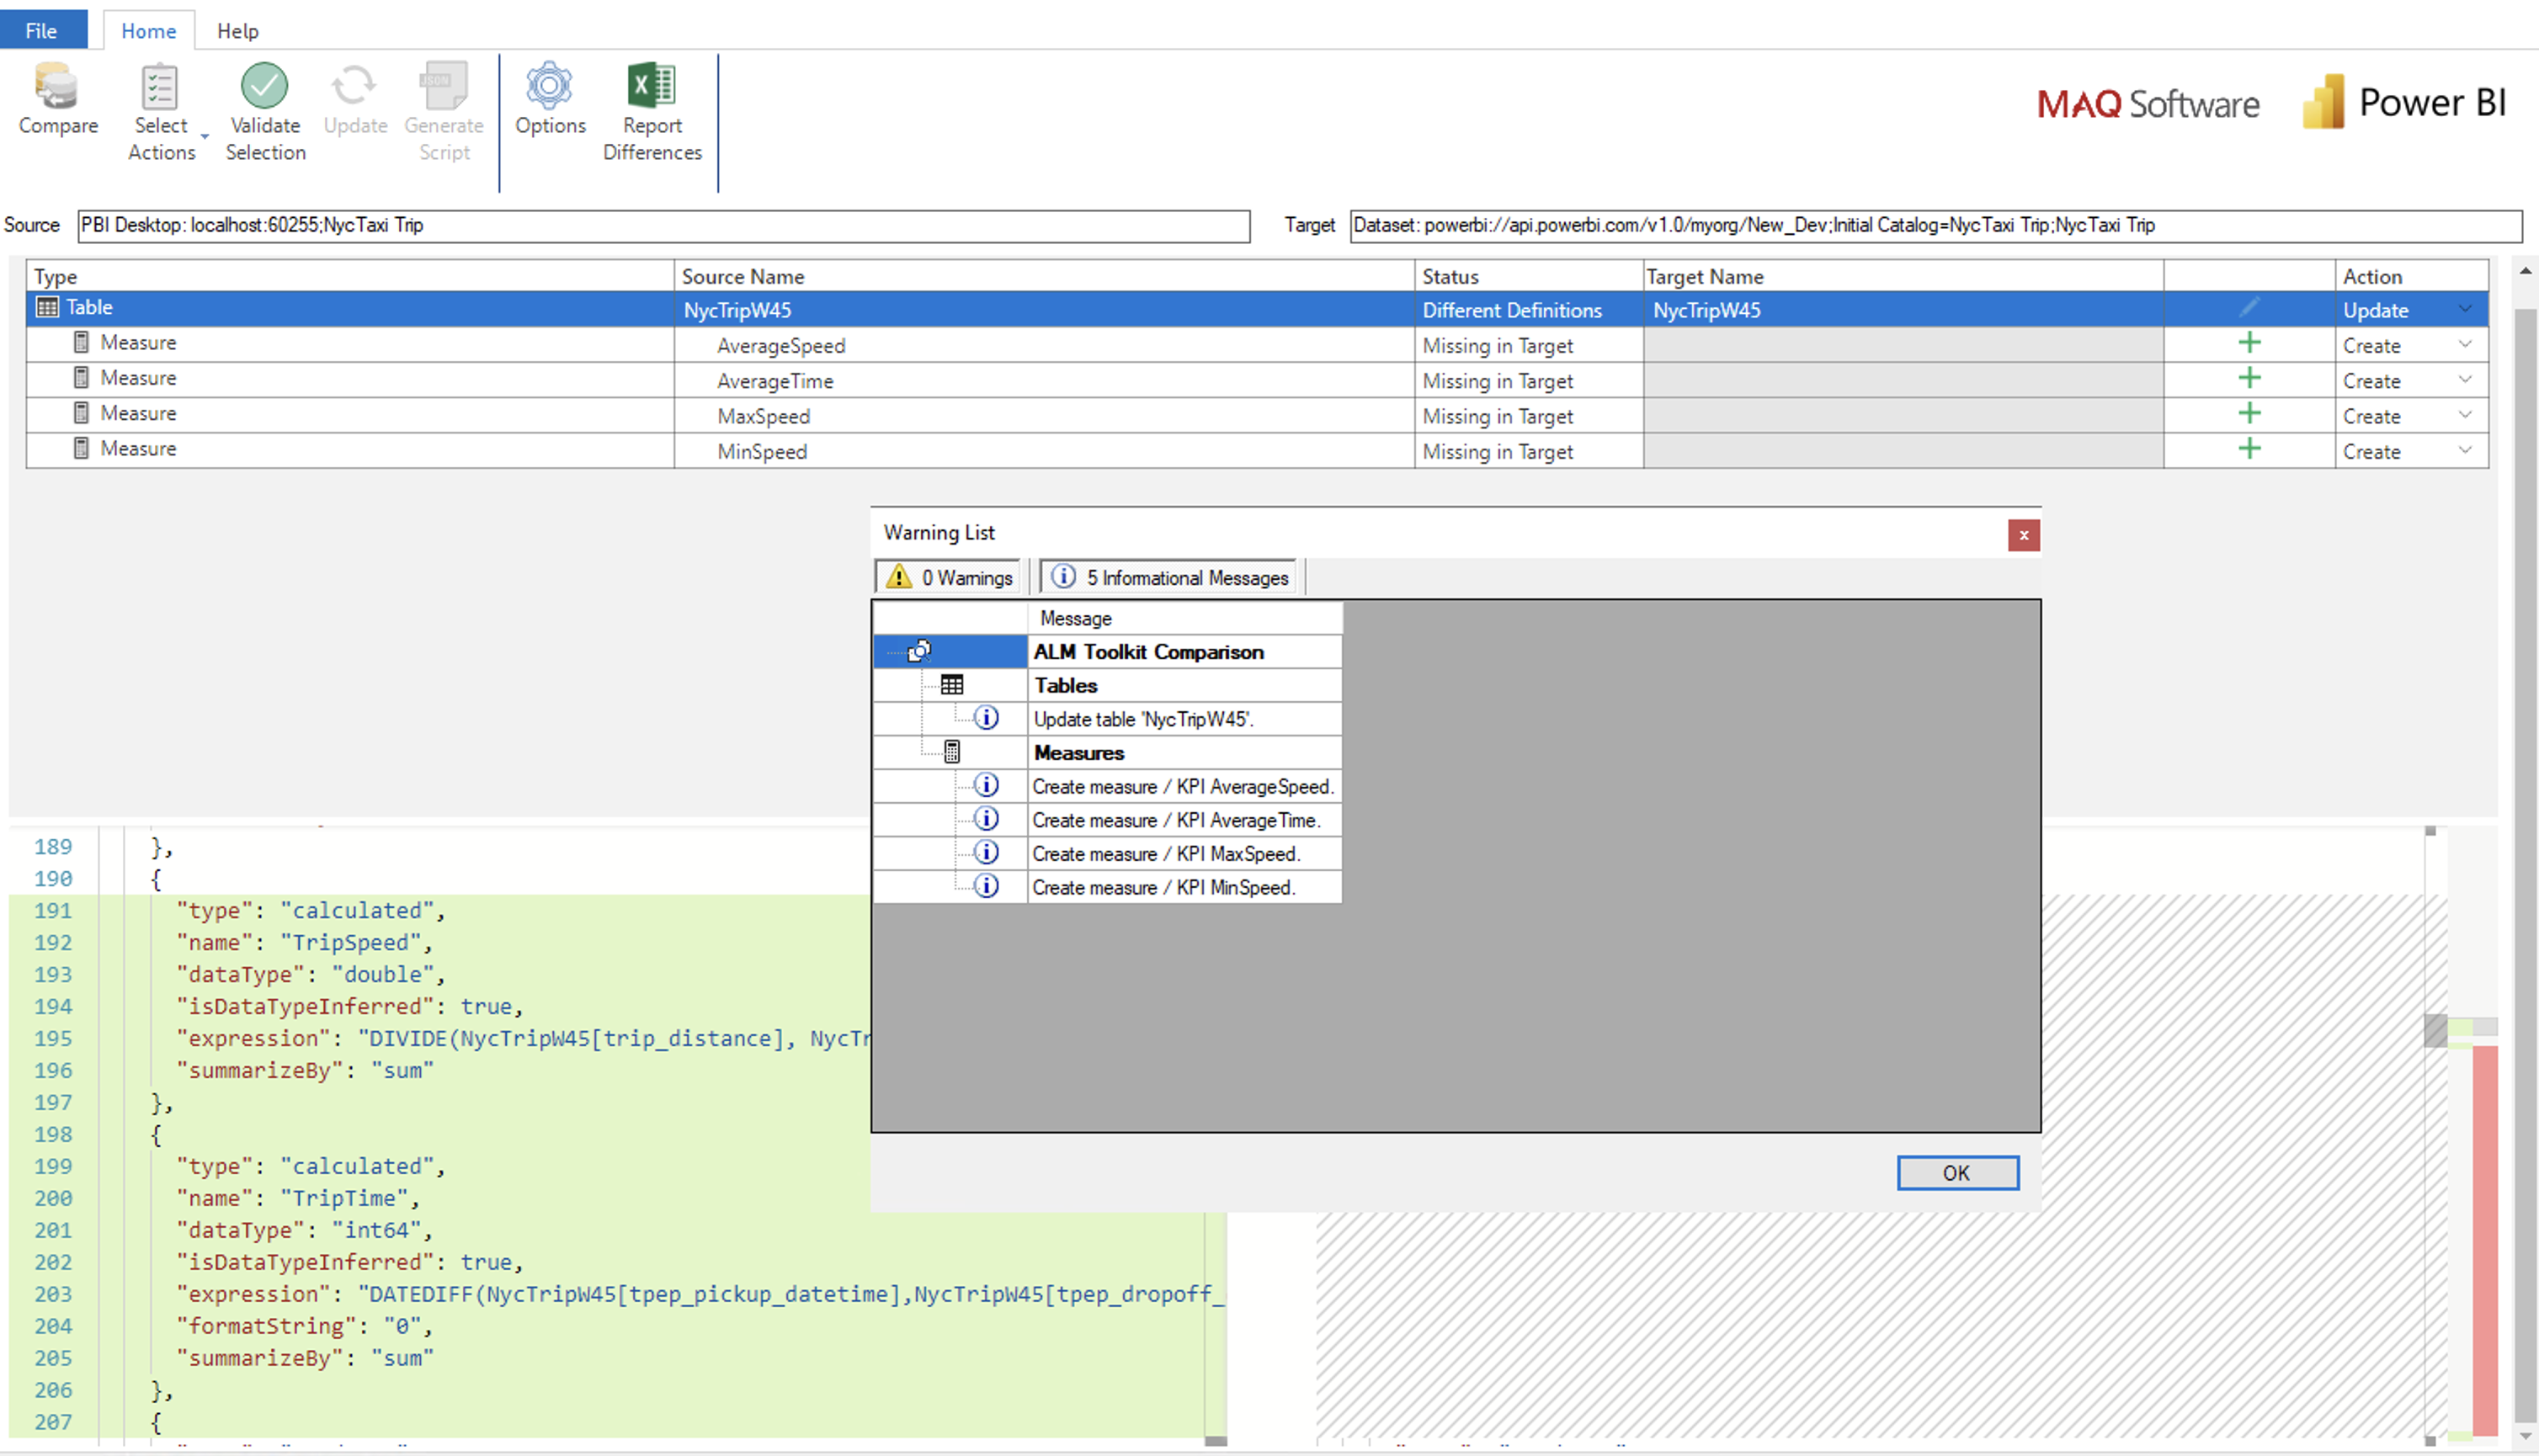 File Home Help
Compare Select Actions Validate Selection Update Generate Script Options Report Differences
MAQ Software Power BI
Source PBI Desktop: localhost:60255;NycTaxi Trip Target Dataset: powerbi://api.powerbi.com/v1.0/myorg/New_Dev;Initial Catalog=NycTaxi Trip;NycTaxi Trip
Type Source Name Status Target Name Action
Table NycTripW45 Different Definitions NycTripW45 Update
Measure AverageSpeed Missing in Target Create
Measure AverageTime Missing in Target Create
Measure MaxSpeed Missing in Target Create
Measure MinSpeed Missing in Target Create
Warning List x
0 Warnings 5 Informational Messages
Message
ALM Toolkit Comparison
Tables
Update table 'NycTripW45'.
Measures
Create measure / KPI AverageSpeed.
Create measure / KPI AverageTime.
Create measure / KPI MaxSpeed.
Create measure / KPI MinSpeed.
OK
189 },
190 {
191 "type": "calculated",
192 "name": "TripSpeed",
193 "dataType": "double",
194 "isDataTypeInferred": true,
195 "expression": "DIVIDE(NycTripW45[trip_distance], NycTr
196 "summarizeBy": "sum"
197 },
198 {
199 "type": "calculated",
200 "name": "TripTime",
201 "dataType": "int64",
202 "isDataTypeInferred": true,
203 "expression": "DATEDIFF(NycTripW45[tpep_pickup_datetime],NycTripW45[tpep_dropoff_
204 "formatString": "0",
205 "summarizeBy": "sum"
206 },
207 {